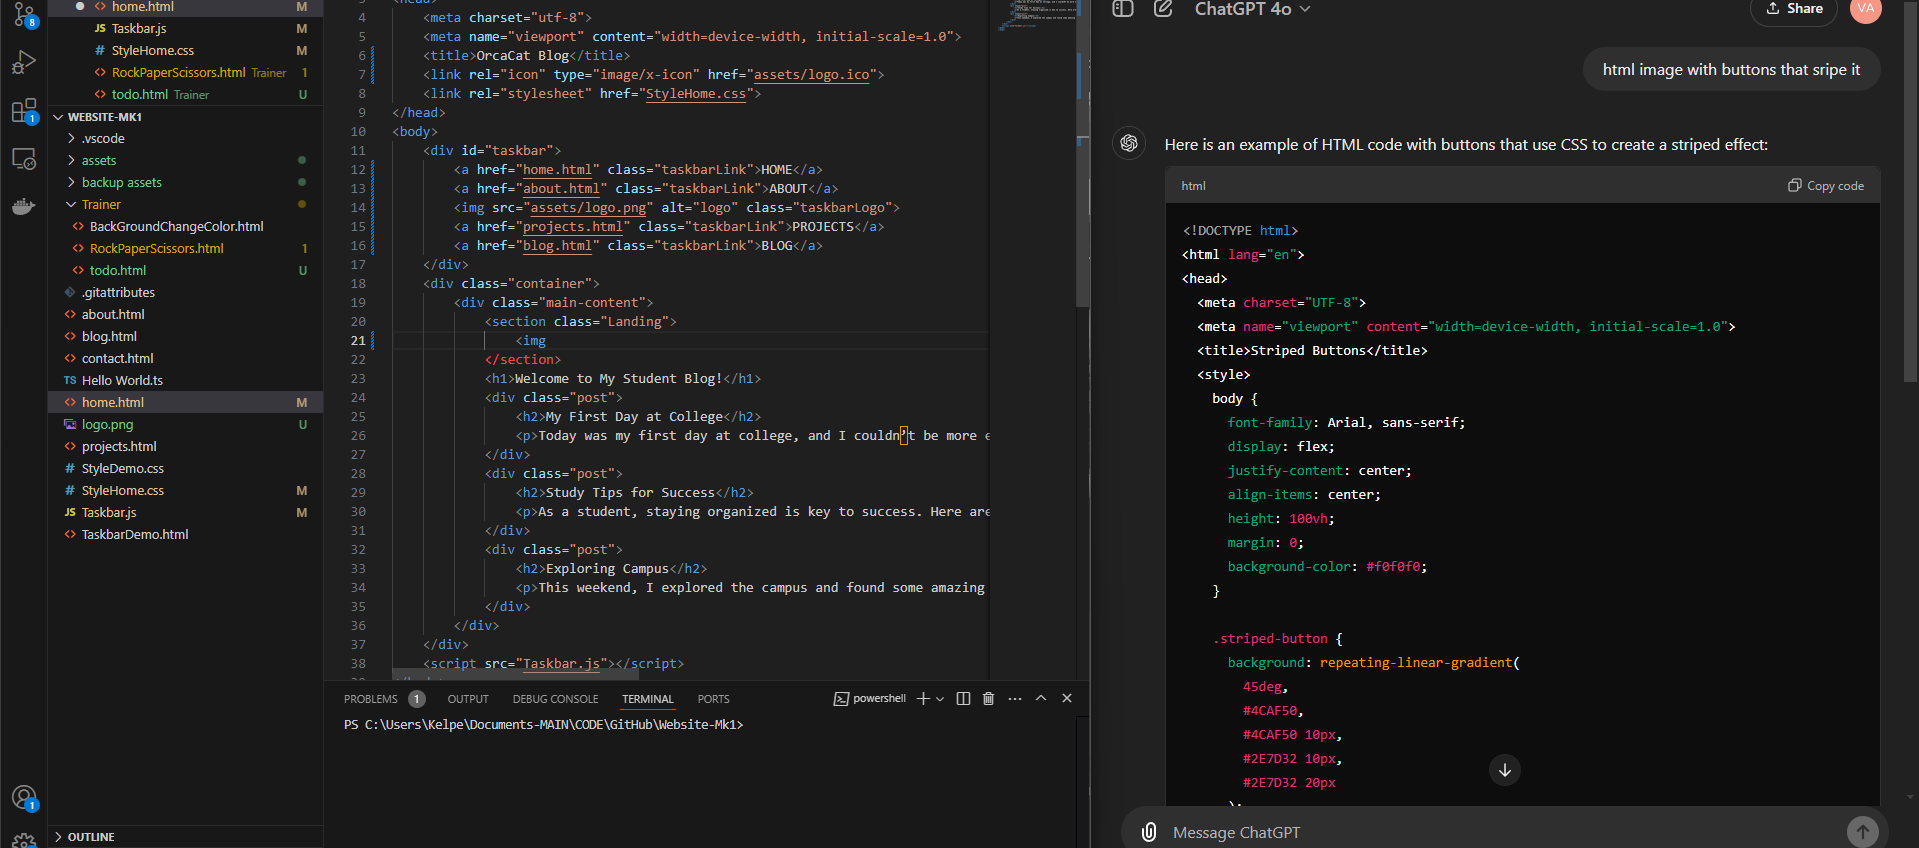 8
1
1
home.html M
JS Taskbar.js M
# StyleHome.css M
<> RockPaperScissors.html Trainer 1
<> todo.html Trainer U
WEBSITE-MK1
.vscode
assets
backup assets
Trainer
<> BackGroundChangeColor.html
<> RockPaperScissors.html 1
<> todo.html U
.gitattributes
<> about.html
<> blog.html
<> contact.html
TS Hello World.ts
<> home.html M
logo.png U
<> projects.html
# StyleDemo.css
# StyleHome.css M
JS Taskbar.js M
<> TaskbarDemo.html
OUTLINE
3 <head>
4 <meta charset="utf-8">
5 <meta name="viewport" content="width=device-width, initial-scale=1.0">
6 <title>OrcaCat Blog</title>
7 <link rel="icon" type="image/x-icon" href="assets/logo.ico">
8 <link rel="stylesheet" href="StyleHome.css">
9 </head>
10 <body>
11 <div id="taskbar">
12 <a href="home.html" class="taskbarLink">HOME</a>
13 <a href="about.html" class="taskbarLink">ABOUT</a>
14 <img src="assets/logo.png" alt="logo" class="taskbarLogo">
15 <a href="projects.html" class="taskbarLink">PROJECTS</a>
16 <a href="blog.html" class="taskbarLink">BLOG</a>
17 </div>
18 <div class="container">
19 <div class="main-content">
20 <section class="Landing">
21 <img
22 </section>
23 <h1>Welcome to My Student Blog!</h1>
24 <div class="post">
25 <h2>My First Day at College</h2>
26 <p>Today was my first day at college, and I couldn’t be more e
27 </div>
28 <div class="post">
29 <h2>Study Tips for Success</h2>
30 <p>As a student, staying organized is key to success. Here are
31 </div>
32 <div class="post">
33 <h2>Exploring Campus</h2>
34 <p>This weekend, I explored the campus and found some amazing
35 </div>
36 </div>
37 </div>
38 <script src="Taskbar.js"></script>
PROBLEMS 1 OUTPUT DEBUG CONSOLE TERMINAL PORTS powershell
PS C:\Users\Kelpe\Documents-MAIN\CODE\GitHub\Website-Mk1>
ChatGPT 4o Share VA
html image with buttons that sripe it
Here is an example of HTML code with buttons that use CSS to create a striped effect:
html Copy code
<!DOCTYPE html>
<html lang="en">
<head>
<meta charset="UTF-8">
<meta name="viewport" content="width=device-width, initial-scale=1.0">
<title>Striped Buttons</title>
<style>
body {
font-family: Arial, sans-serif;
display: flex;
justify-content: center;
align-items: center;
height: 100vh;
margin: 0;
background-color: #f0f0f0;
}
.striped-button {
background: repeating-linear-gradient(
45deg,
#4CAF50,
#4CAF50 10px,
#2E7D32 10px,
#2E7D32 20px
);
Message ChatGPT